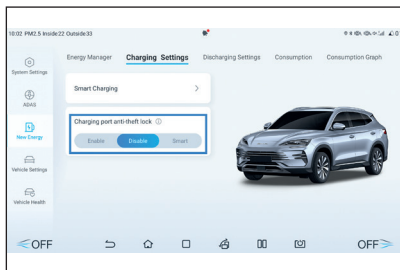 10:02 PM2.5 Inside22 Outside33
Energy Manager Charging Settings Discharging Settings Consumption Consumption Graph
System Settings
Smart Charging
ADAS
Charging port anti-theft lock
New Energy
Enable Disable Smart
Vehicle Settings
Vehicle Health
OFF OFF